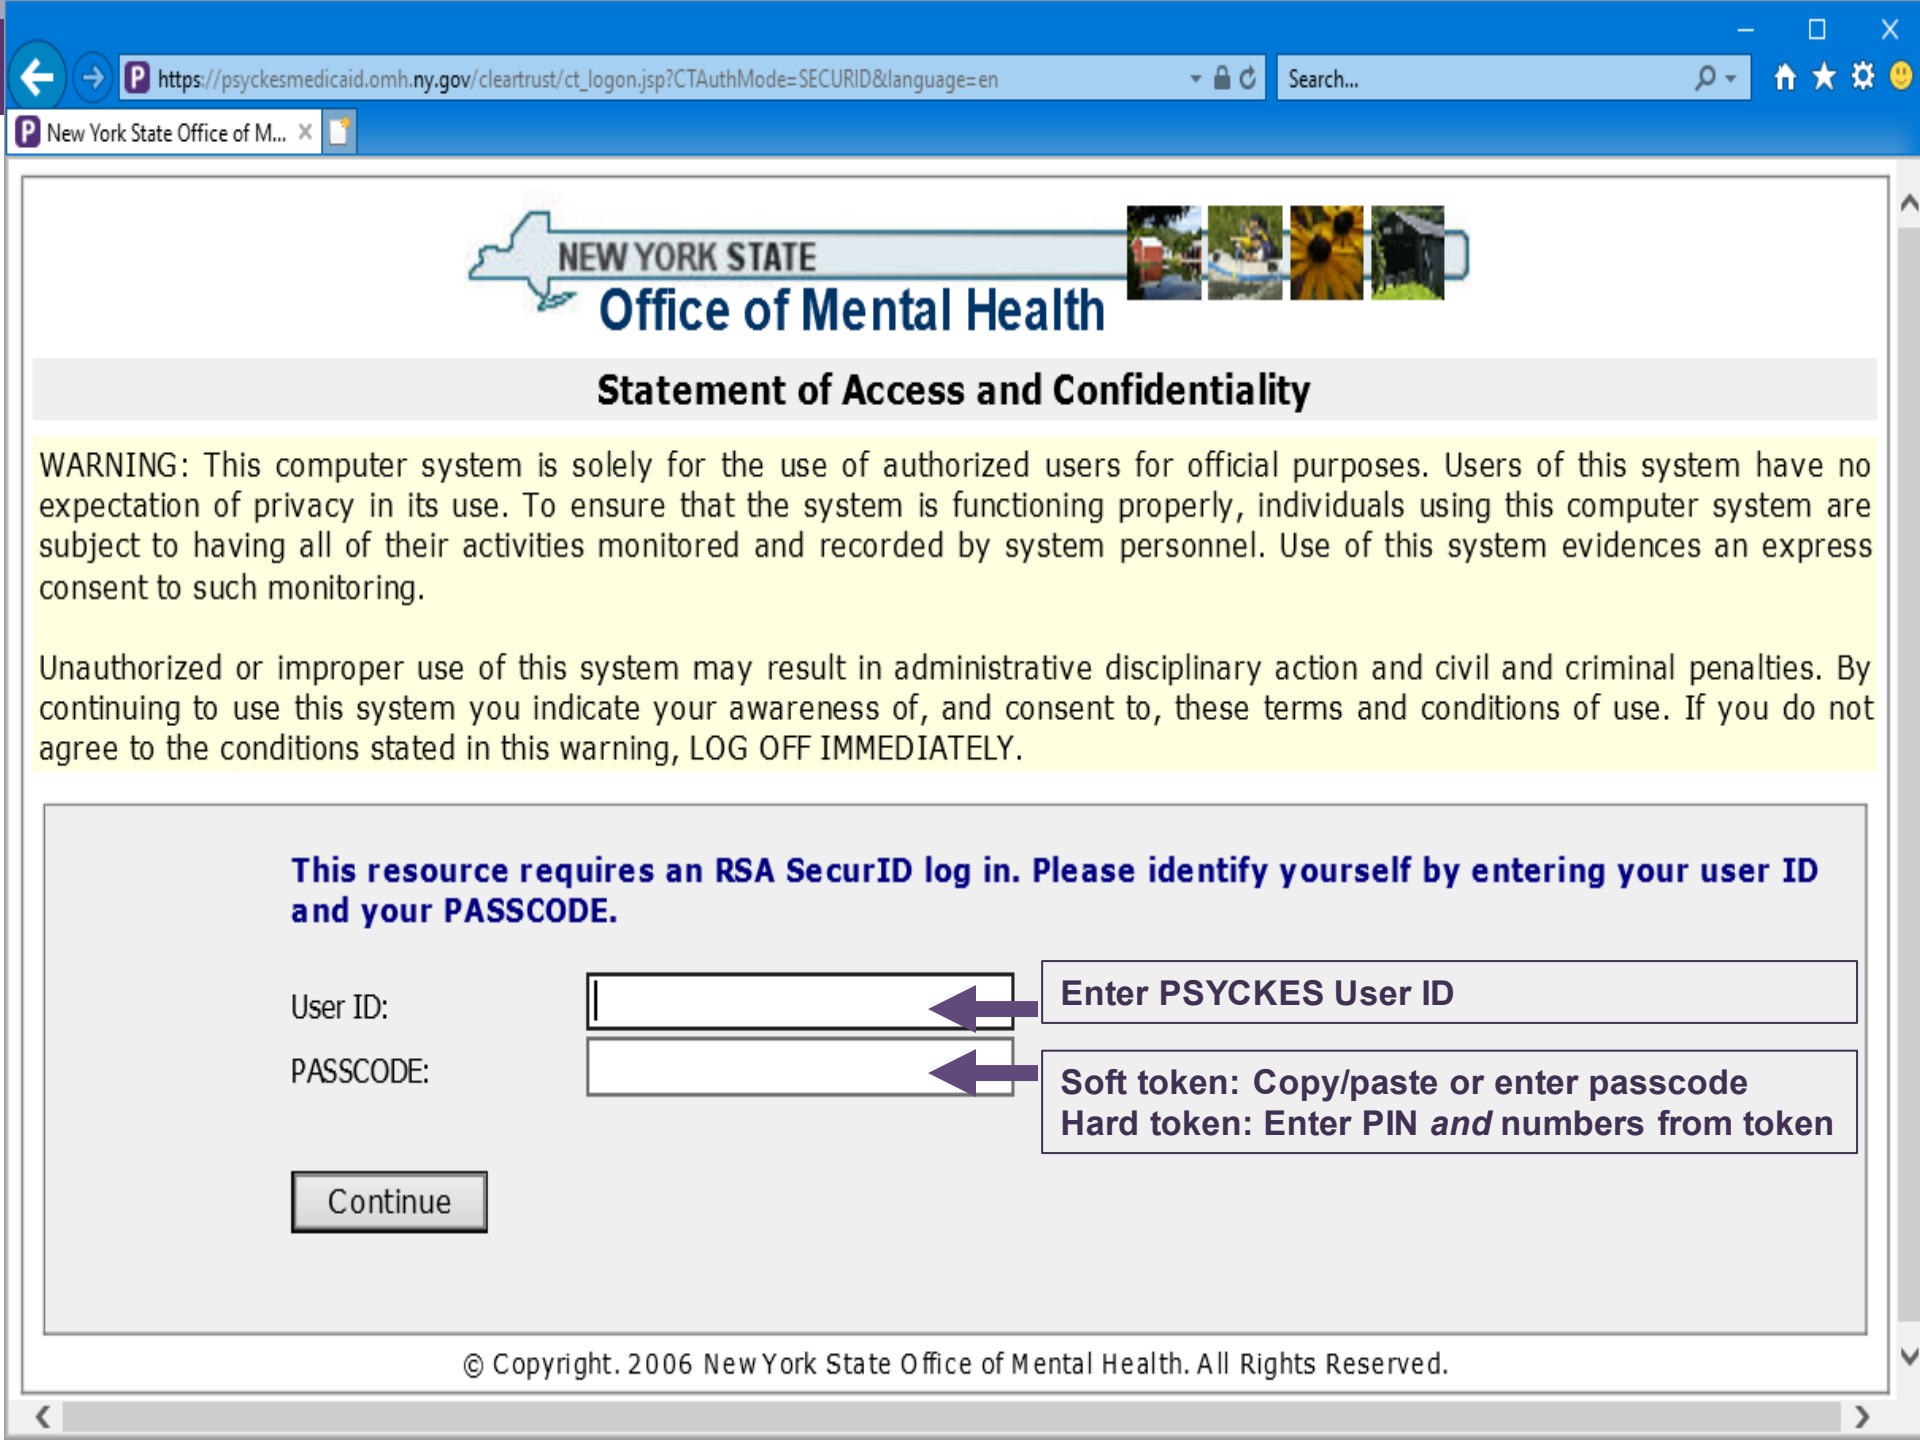 https://psyckesmedicaid.omh.ny.gov/cleartrust/ct_logon.jsp?CTAuthMode=SECURID&language=en
Search...
New York State Office of M...
NEW YORK STATE
Office of Mental Health
Statement of Access and Confidentiality
WARNING: This computer system is solely for the use of authorized users for official purposes. Users of this system have no
expectation of privacy in its use. To ensure that the system is functioning properly, individuals using this computer system are
subject to having all of their activities monitored and recorded by system personnel. Use of this system evidences an express
consent to such monitoring.
Unauthorized or improper use of this system may result in administrative disciplinary action and civil and criminal penalties. By
continuing to use this system you indicate your awareness of, and consent to, these terms and conditions of use. If you do not
agree to the conditions stated in this warning, LOG OFF IMMEDIATELY.
This resource requires an RSA SecurID log in. Please identify yourself by entering your user ID
and your PASSCODE.
User ID:
Enter PSYCKES User ID
PASSCODE:
Soft token: Copy/paste or enter passcode
Hard token: Enter PIN and numbers from token
Continue
© Copyright. 2006 New York State Office of Mental Health. All Rights Reserved.